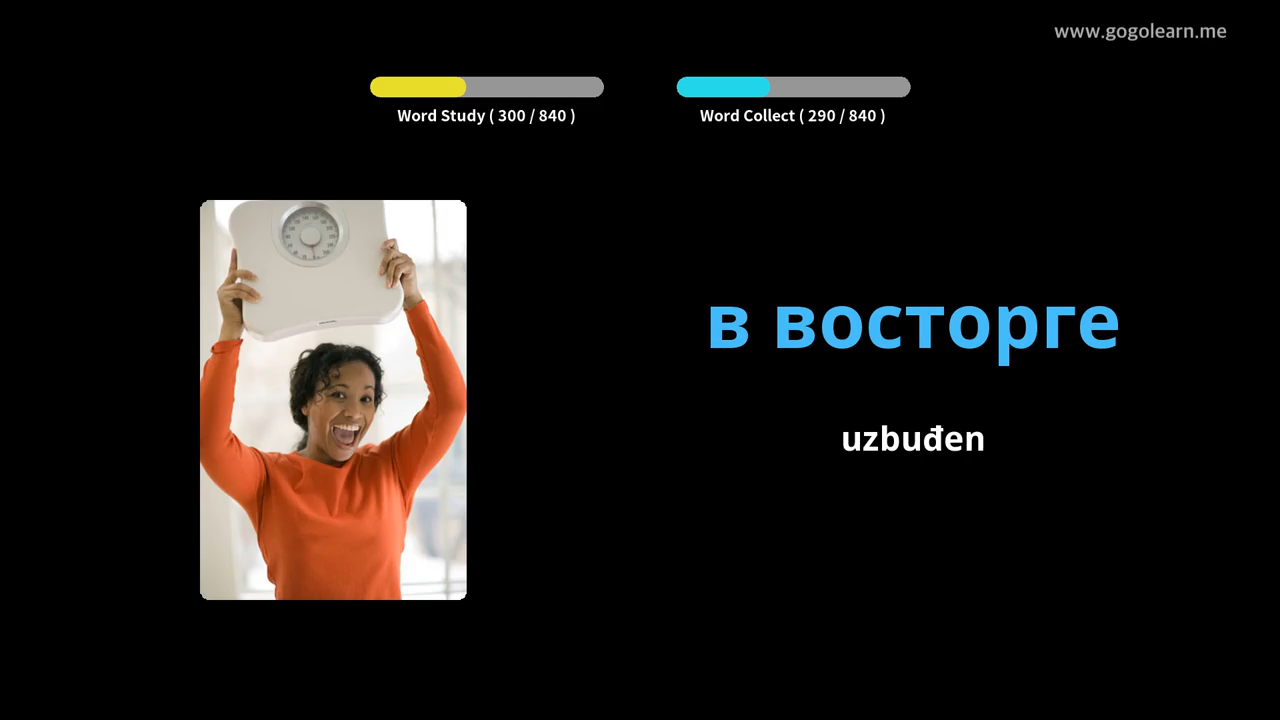 www.gogolearn.me
Word Study ( 300 / 840 )
Word Collect ( 290 / 840 )
в восторге
uzbuđen